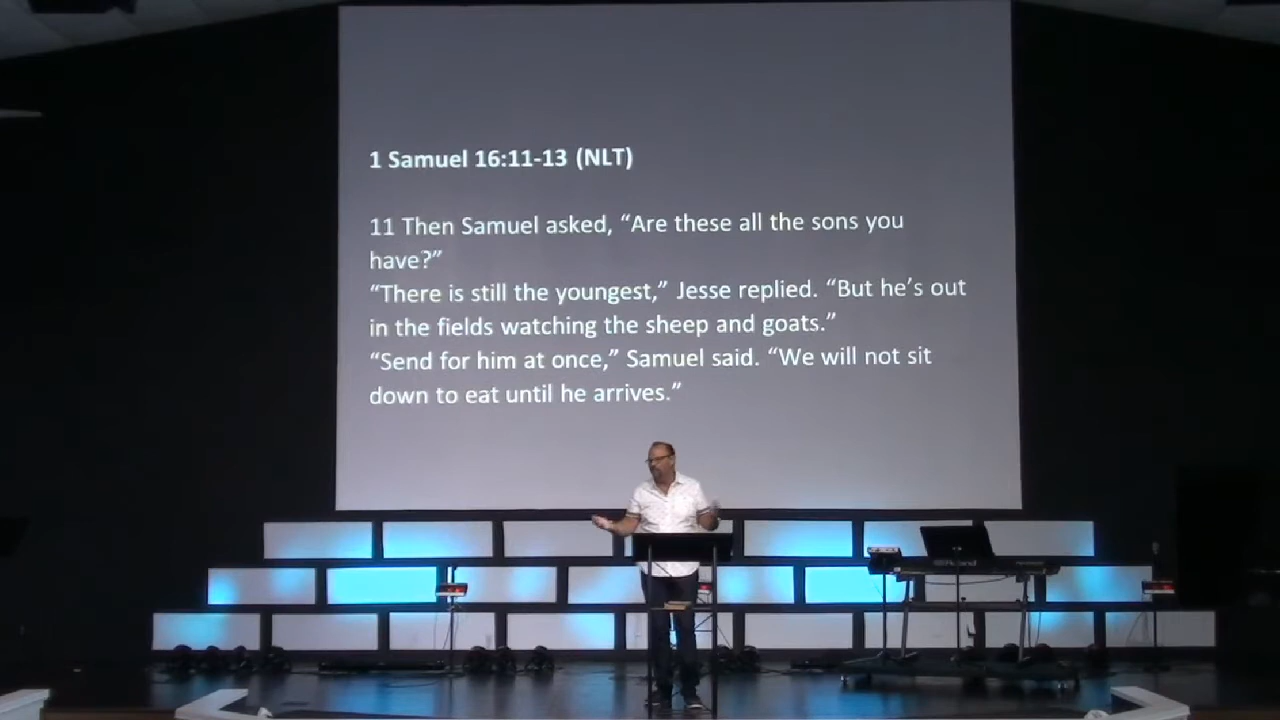 1 Samuel 16:11-13 (NLT)
11 Then Samuel asked, “Are these all the sons you
have?”
“There is still the youngest,” Jesse replied. “But he’s out
in the fields watching the sheep and goats.”
“Send for him at once,” Samuel said. “We will not sit
down to eat until he arrives.”
Roland